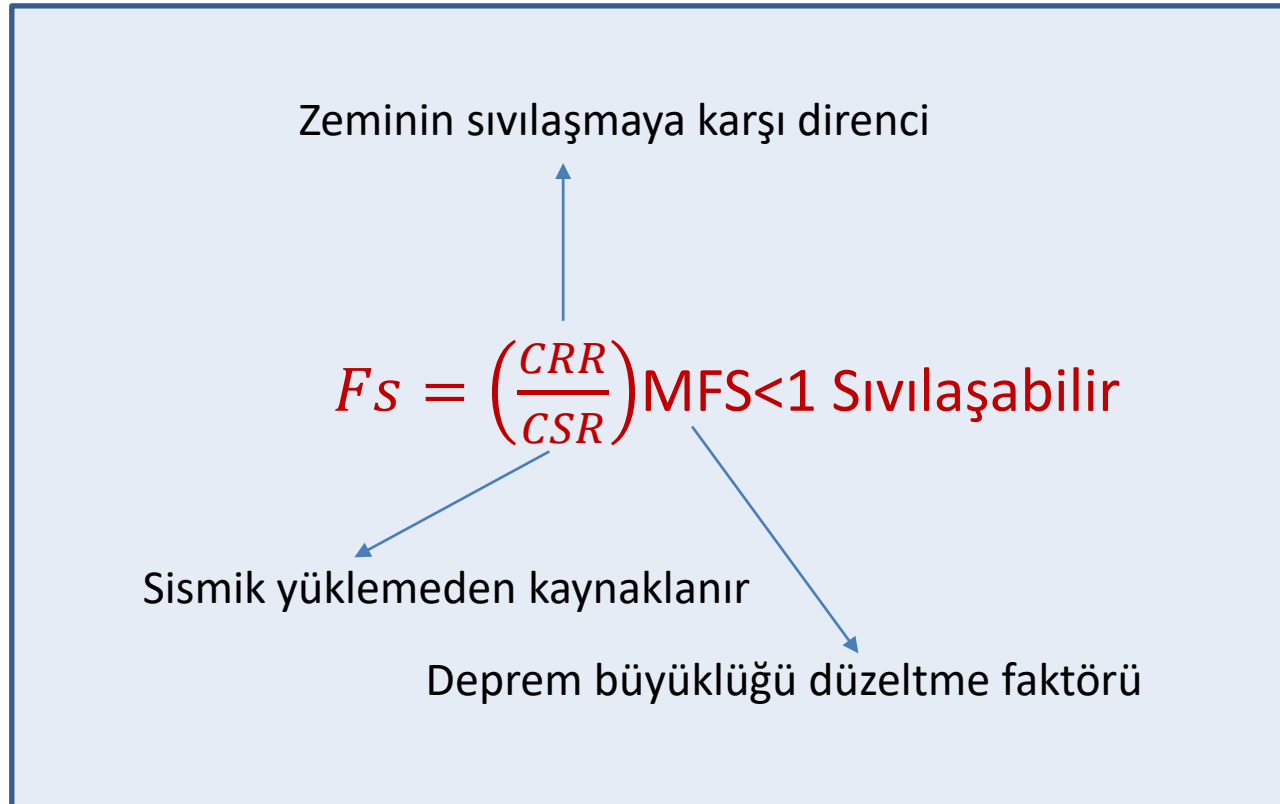 Zeminin sıvılaşmaya karşı direnci
Fs = (CRR/CSR)MFS<1 Sıvılaşabilir
Sismik yüklemeden kaynaklanır
Deprem büyüklüğü düzeltme faktörü